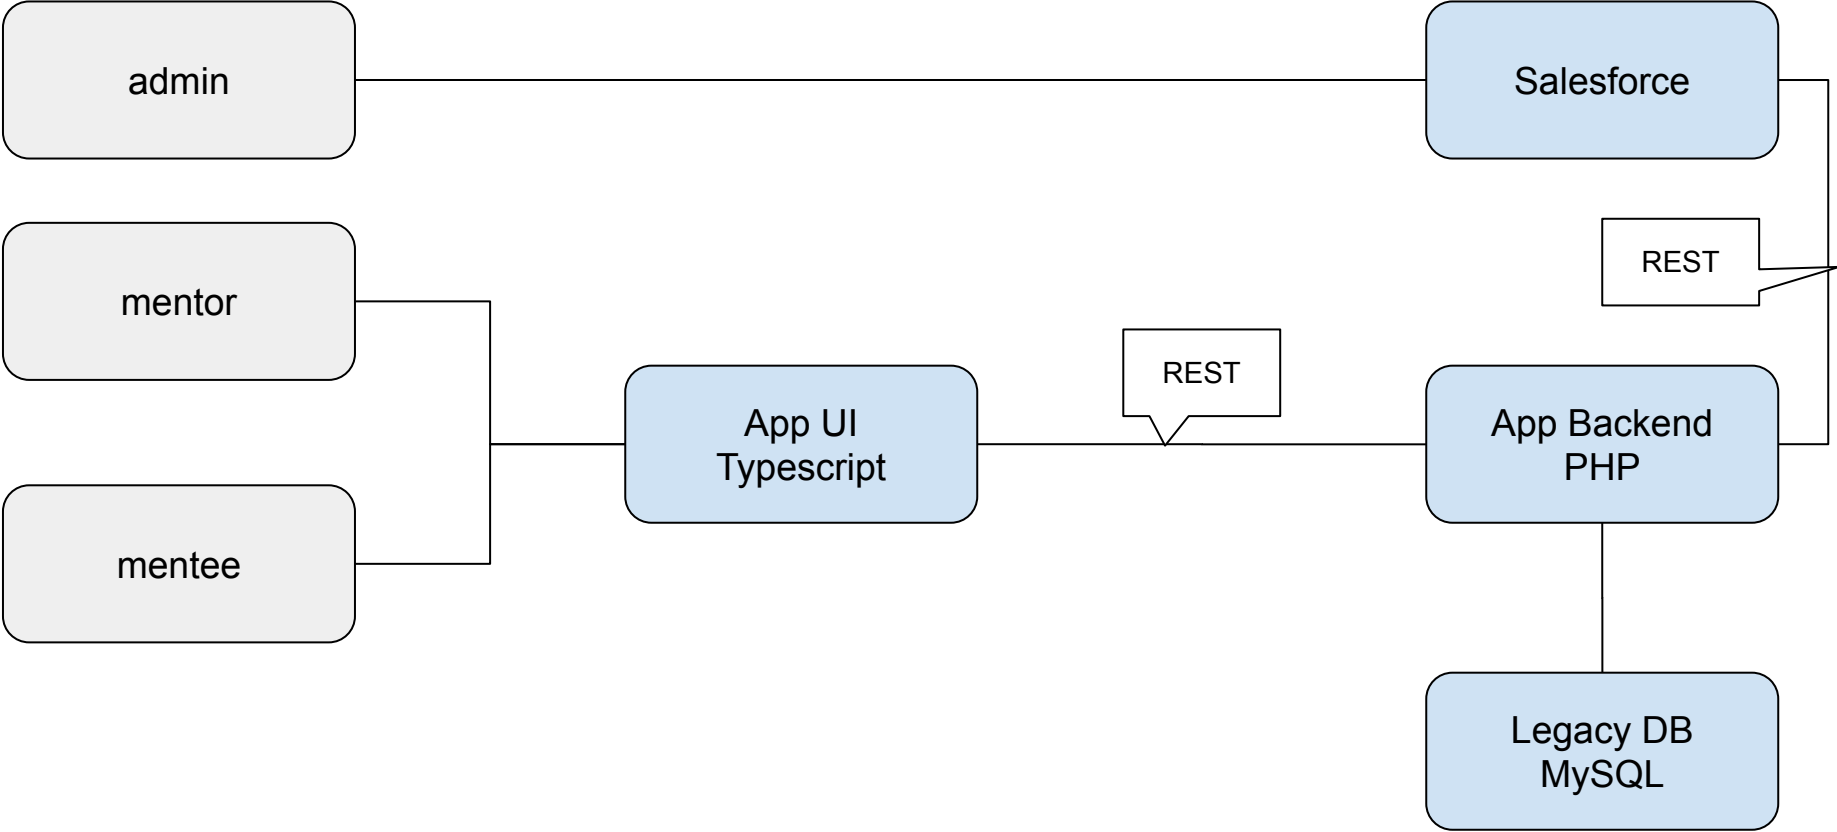 admin
Salesforce
mentor
REST
REST
App UI
Typescript
App Backend
PHP
mentee
Legacy DB
MySQL